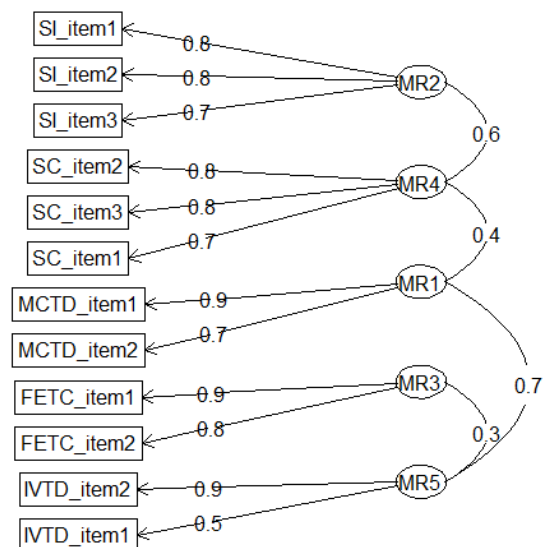 SI_item1
0.8
SI_item2
0.8
MR2
SI_item3
0.7
0.6
SC_item2
0.8
MR4
SC_item3
0.8
SC_item1
0.7
0.4
MCTD_item1
0.9
MR1
MCTD_item2
0.7
FETC_item1
0.9
MR3
0.7
FETC_item2
0.8
0.3
IVTD_item2
0.9
MR5
IVTD_item1
0.5